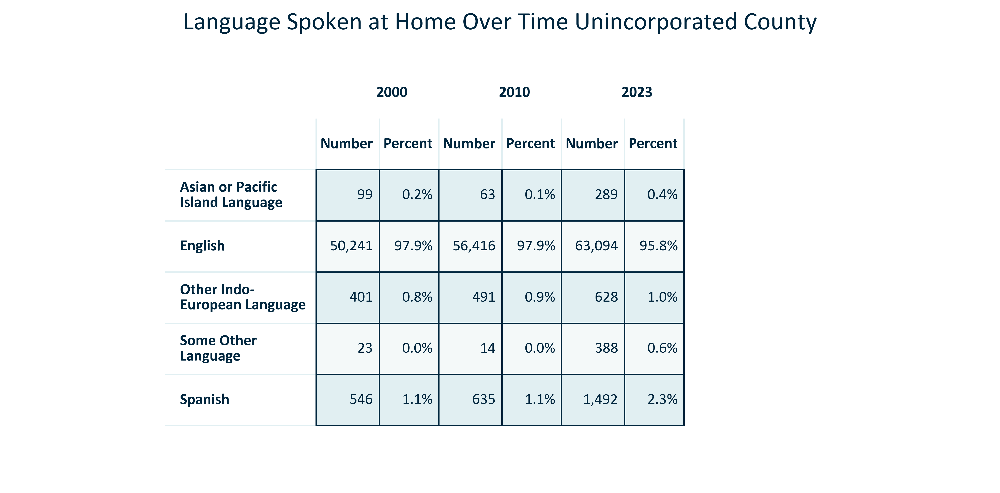 Language Spoken at Home Over Time Unincorporated County
2000 2010 2023
Number Percent Number Percent Number Percent
Asian or Pacific
Island Language
99 0.2% 63 0.1% 289 0.4%
English 50,241 97.9% 56,416 97.9% 63,094 95.8%
Other Indo-
European Language
401 0.8% 491 0.9% 628 1.0%
Some Other
Language
23 0.0% 14 0.0% 388 0.6%
Spanish 546 1.1% 635 1.1% 1,492 2.3%